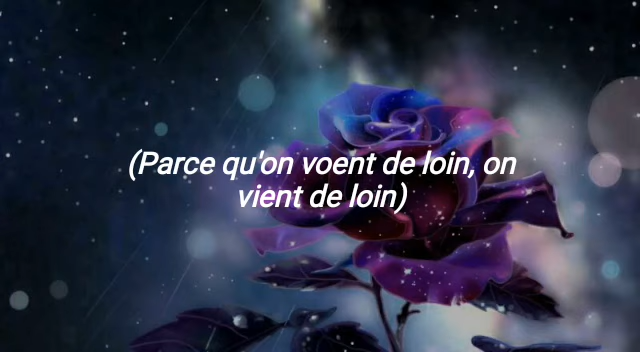 (Parce qu'on voent de loin, on
vient de loin)